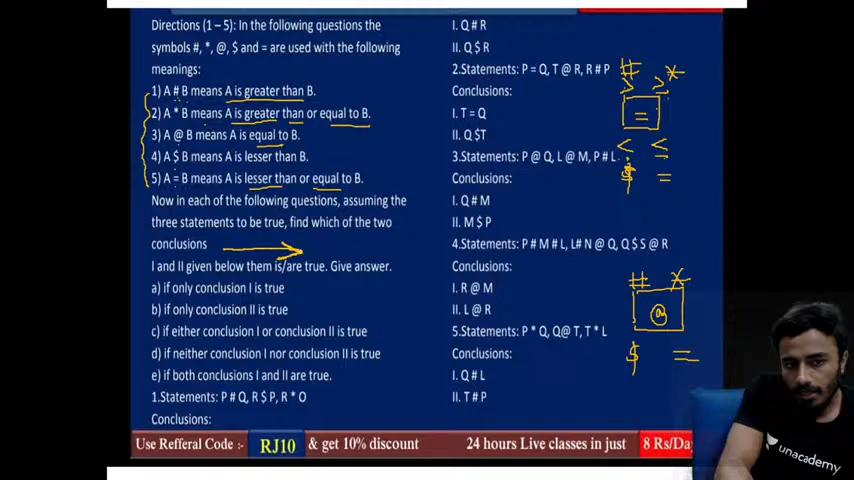 Directions (1 – 5): In the following questions the
symbols #, *, @, $ and = are used with the following
meanings:
1) A # B means A is greater than B.
2) A * B means A is greater than or equal to B.
3) A @ B means A is equal to B.
4) A $ B means A is lesser than B.
5) A = B means A is lesser than or equal to B.
Now in each of the following questions, assuming the
three statements to be true, find which of the two
conclusions
I and II given below them is/are true. Give answer.
a) if only conclusion I is true
b) if only conclusion II is true
c) if either conclusion I or conclusion II is true
d) if neither conclusion I nor conclusion II is true
e) if both conclusions I and II are true.
1.Statements: P # Q, R $ P, R * O
Conclusions:
I. Q # R
II. Q $ R
2.Statements: P = Q, T @ R, R # P
Conclusions:
I. T = Q
II. Q $T
3.Statements: P @ Q, L @ M, P # L
Conclusions:
I. Q # M
II. M $ P
4.Statements: P # M # L, L# N @ Q, Q $ S @ R
Conclusions:
I. R @ M
II. L @ R
5.Statements: P * Q, Q@ T, T * L
Conclusions:
I. Q # L
II. T # P
# *
> ≥
=
< ≤
$ =
# *
@
$ =
unacademy
Use Refferal Code :- RJ10 & get 10% discount 24 hours Live classes in just 8 Rs/Day